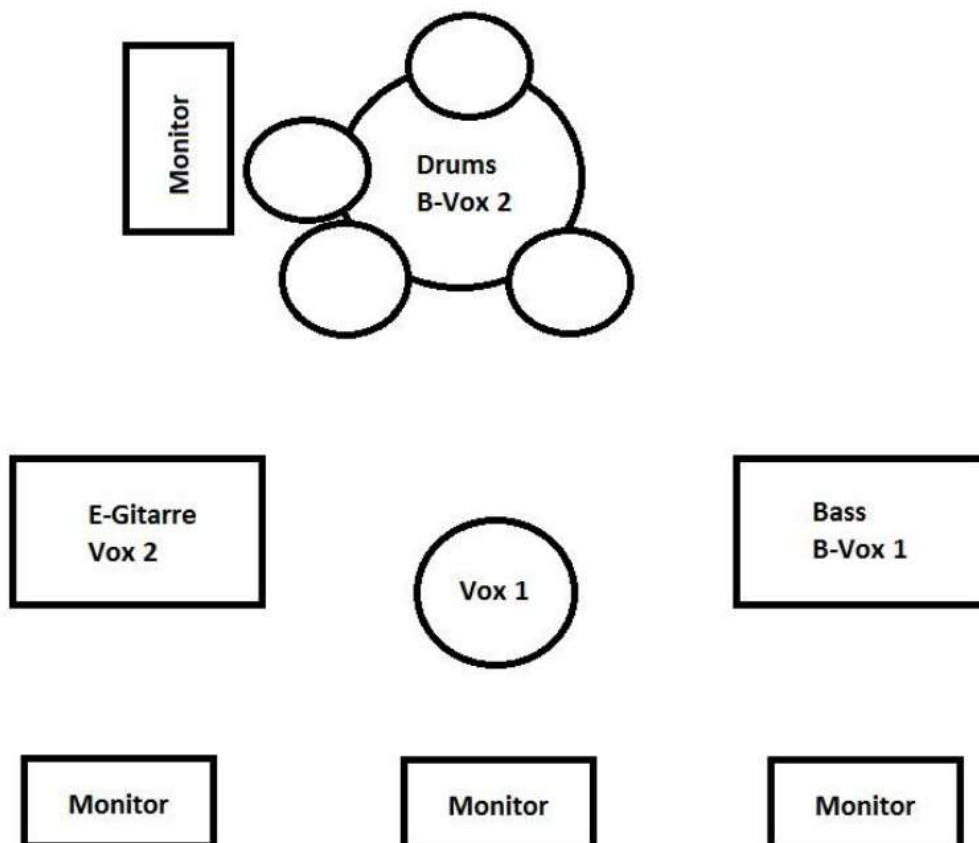 Monitor
Drums
B-Vox 2
E-Gitarre
Vox 2
Vox 1
Bass
B-Vox 1
Monitor
Monitor
Monitor